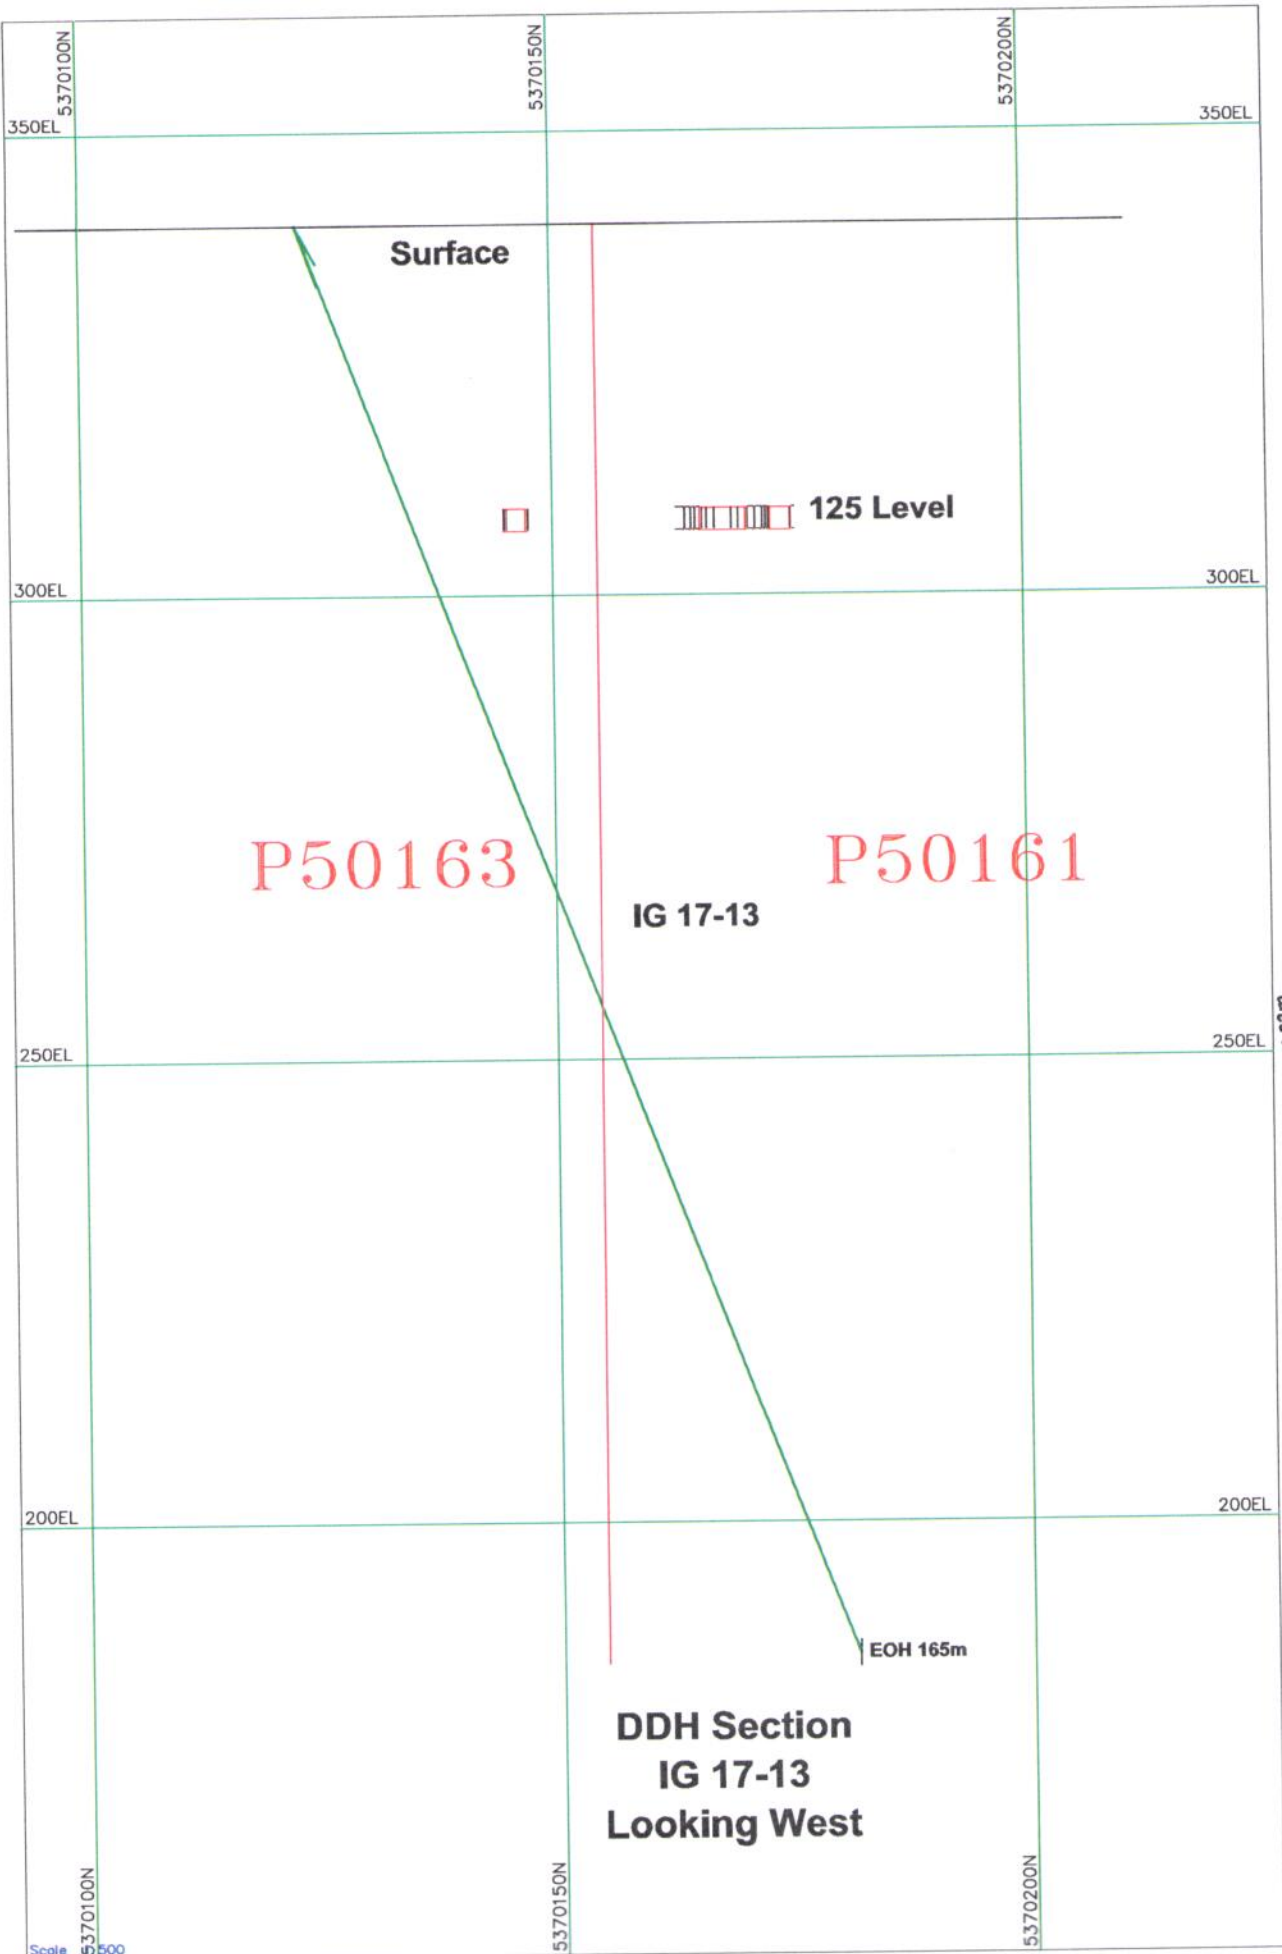 5370100N
5370150N
5370200N
350EL
350EL
Surface
125 Level
300EL
300EL
P50163
P50161
IG 17-13
250EL
250EL
200EL
200EL
EOH 165m
DDH Section
IG 17-13
Looking West
5370100N
5370150N
5370200N
Scale